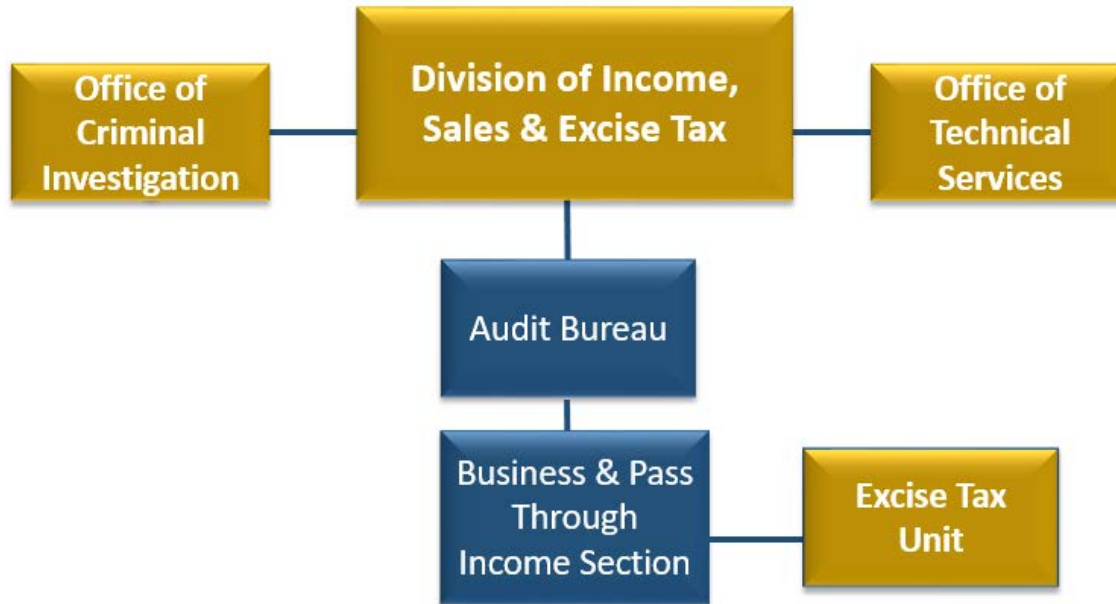 Office of
Criminal
Investigation
Division of Income,
Sales & Excise Tax
Office of
Technical
Services
Audit Bureau
Business & Pass
Through
Income Section
Excise Tax
Unit